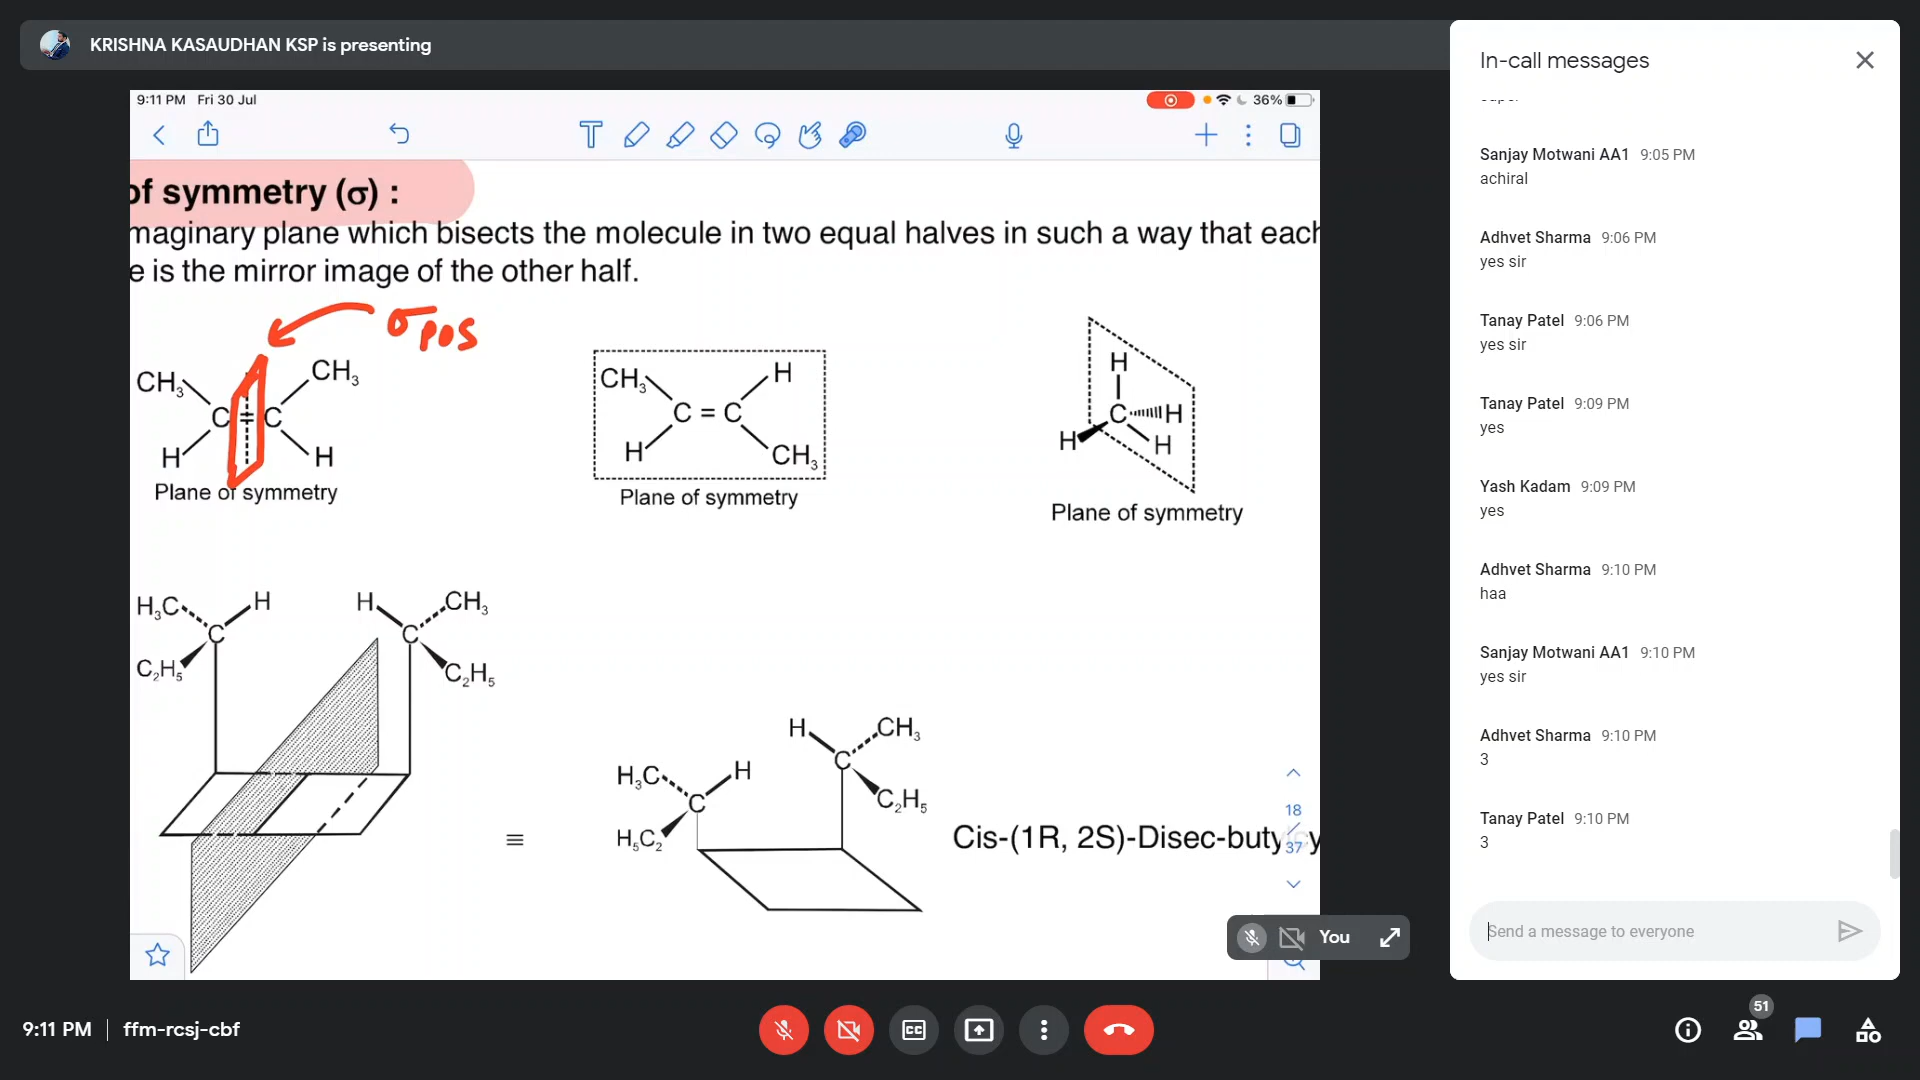 KRISHNA KASAUDHAN KSP is presenting
9:11 PM Fri 30 Jul
36%
of symmetry (σ) :
maginary plane which bisects the molecule in two equal halves in such a way that each
e is the mirror image of the other half.
σ POS
CH₃ CH₃
C = C
H H
Plane of symmetry
CH₃ H
C = C
H CH₃
Plane of symmetry
H
C H
H H
Plane of symmetry
H₃C H H CH₃
C C
C₂H₅ C₂H₅
≡
H CH₃
C
H₃C H
C₂H₅
C
H₅C₂
Cis-(1R, 2S)-Disec-buty
18
37
You
In-call messages
Sanjay Motwani AA1 9:05 PM
achiral
Adhvet Sharma 9:06 PM
yes sir
Tanay Patel 9:06 PM
yes sir
Tanay Patel 9:09 PM
yes
Yash Kadam 9:09 PM
yes
Adhvet Sharma 9:10 PM
haa
Sanjay Motwani AA1 9:10 PM
yes sir
Adhvet Sharma 9:10 PM
3
Tanay Patel 9:10 PM
3
Send a message to everyone
9:11 PM | ffm-rcsj-cbf
CC
51